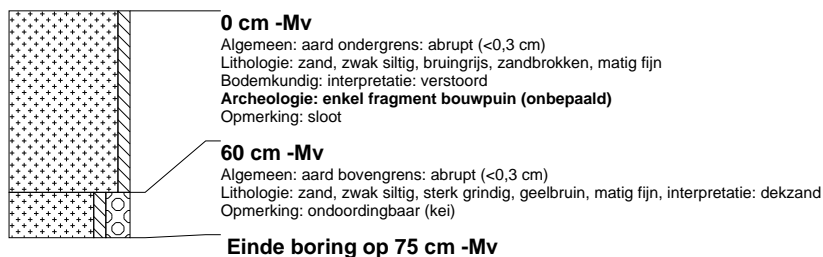 0 cm -Mv
Algemeen: aard ondergrens: abrupt (<0,3 cm)
Lithologie: zand, zwak siltig, bruingrijs, zandbrokken, matig fijn
Bodemkundig: interpretatie: verstoord
Archeologie: enkel fragment bouwpuin (onbepaald)
Opmerking: sloot
60 cm -Mv
Algemeen: aard bovengrens: abrupt (<0,3 cm)
Lithologie: zand, zwak siltig, sterk grindig, geelbruin, matig fijn, interpretatie: dekzand
Opmerking: ondoordingbaar (kei)
Einde boring op 75 cm -Mv